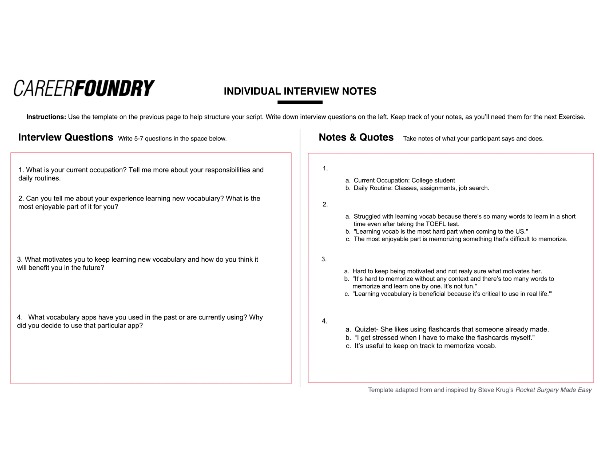 CAREERFOUNDRY
INDIVIDUAL INTERVIEW NOTES
Instructions: Use the template on the previous page to help structure your script. Write down interview questions on the left. Keep track of your notes, as you'll need them for the next Exercise.
Interview Questions Write 5-7 questions in the space below.
1. What is your current occupation? Tell me more about your responsibilities and
daily routines.
2. Can you tell me about your experience learning new vocabulary? What is the
most enjoyable part of it for you?
3. What motivates you to keep learning new vocabulary and how do you think it
will benefit you in the future?
4. What vocabulary apps have you used in the past or are currently using? Why
did you decide to use that particular app?
Notes & Quotes Take notes of what your participant says and does.
1.
a. Current Occupation: College student
b. Daily Routine: Classes, assignments, job search.
2.
a. Struggled with learning vocab because there's so many words to learn in a short
time even after taking the TOEFL test.
b. "Learning vocab is the most hard part when coming to the US."
c. The most enjoyable part is memorizing something that's difficult to memorize.
3.
a. Hard to keep being motivated and not realy sure what motivates her.
b. "It's hard to memorize without any context and there's too many words to
memorize and learn one by one. It's not fun."
c. "Learning vocabulary is beneficial because it's critical to use in real life."
4.
a. Quizlet- She likes using flashcards that someone already made.
b. "I get stressed when I have to make the flashcards myself."
c. It's useful to keep on track to memorize vocab.
Template adapted from and inspired by Steve Krug's Rocket Surgery Made Easy